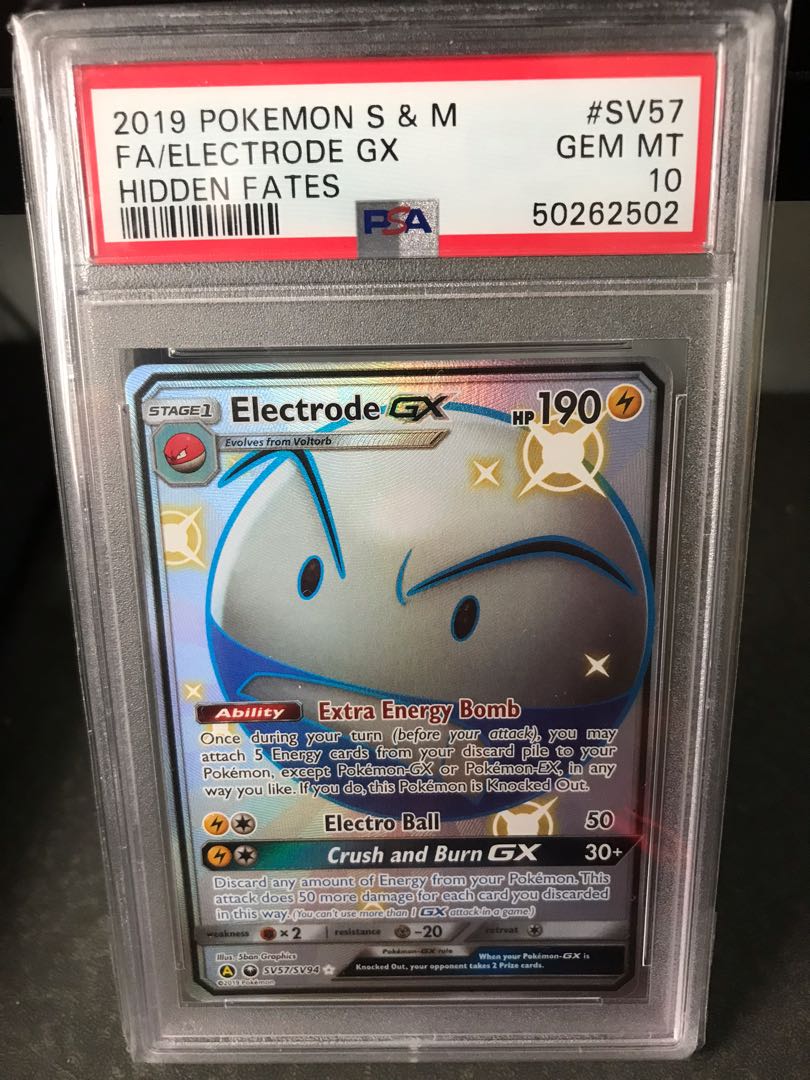 2019 POKEMON S & M #SV57
FA/ELECTRODE GX GEM MT
HIDDEN FATES 10
PSA 50262502
STAGE1 Electrode GX HP190
Evolves from Voltorb
Ability Extra Energy Bomb
Once during your turn (before your attack), you may
attach 5 Energy cards from your discard pile to your
Pokémon, except Pokémon-GX or Pokémon-EX, in any
way you like. If you do, this Pokémon is Knocked Out.
Electro Ball 50
Crush and Burn GX 30+
Discard any amount of Energy from your Pokémon. This
attack does 50 more damage for each card you discarded
in this way. (You can't use more than 1 GX attack in a game.)
weakness ×2 resistance -20 retreat
Illus. 5ban Graphics
Pokémon-GX rule When your Pokémon-GX is
Knocked Out, your opponent takes 2 Prize cards.
A SV57/SV94
©2019 Pokémon